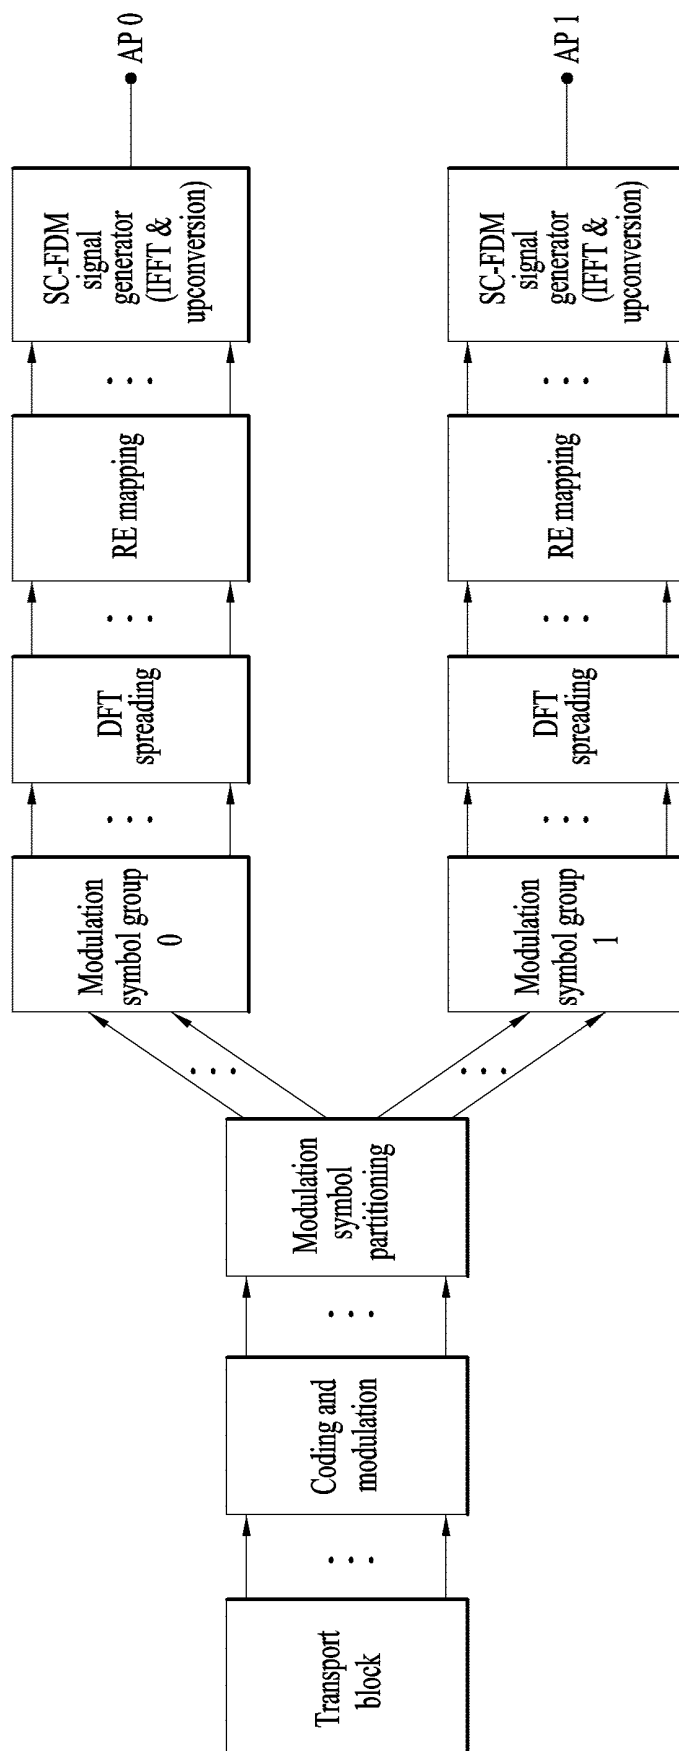 Transport
block
Coding and
modulation
Modulation
symbol
partitioning
Modulation
symbol group
0
DFT
spreading
RE mapping
SC-FDM
signal
generator
(IFFT &
upconversion)
AP 0
Modulation
symbol group
1
DFT
spreading
RE mapping
SC-FDM
signal
generator
(IFFT &
upconversion)
AP 1